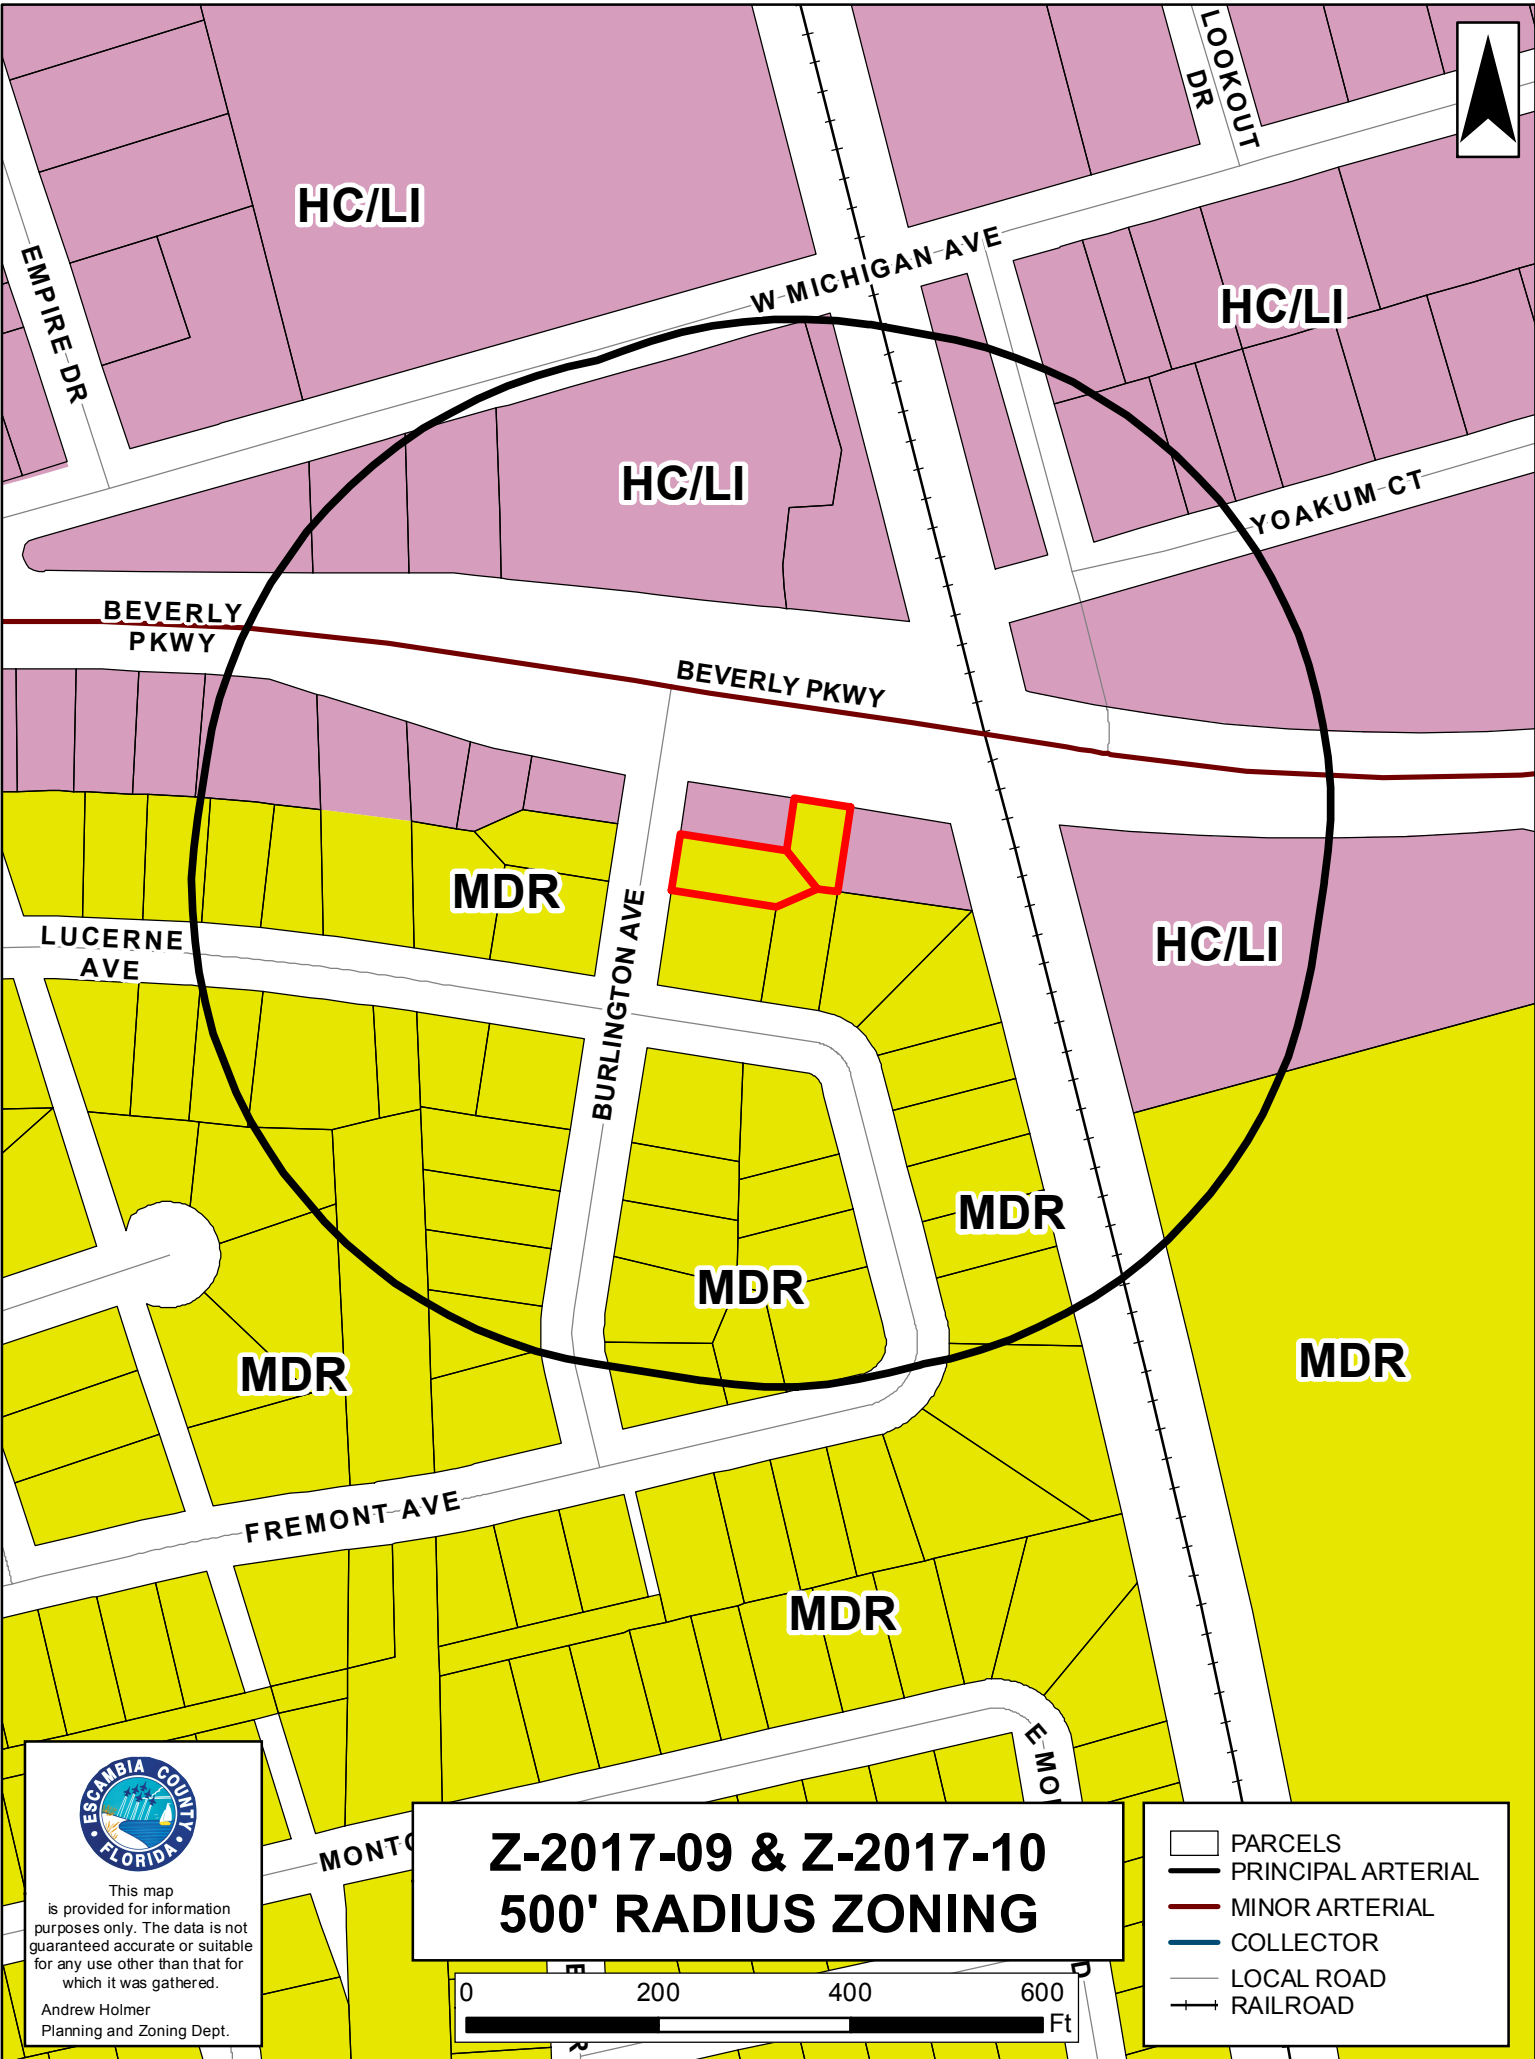 LOOKOUT
DR
HC/LI
W MICHIGAN AVE
EMPIRE DR
HC/LI
HC/LI
YOAKUM CT
BEVERLY
PKWY
BEVERLY PKWY
MDR
BURLINGTON AVE
LUCERNE
AVE
HC/LI
MDR
MDR
MDR
MDR
FREMONT AVE
MDR
E MO
MONTG
D
E
R
ESCAMBIA COUNTY
FLORIDA
This map
is provided for information
purposes only. The data is not
guaranteed accurate or suitable
for any use other than that for
which it was gathered.
Andrew Holmer
Planning and Zoning Dept.
Z-2017-09 & Z-2017-10
500' RADIUS ZONING
0 200 400 600
Ft
PARCELS
PRINCIPAL ARTERIAL
MINOR ARTERIAL
COLLECTOR
LOCAL ROAD
RAILROAD